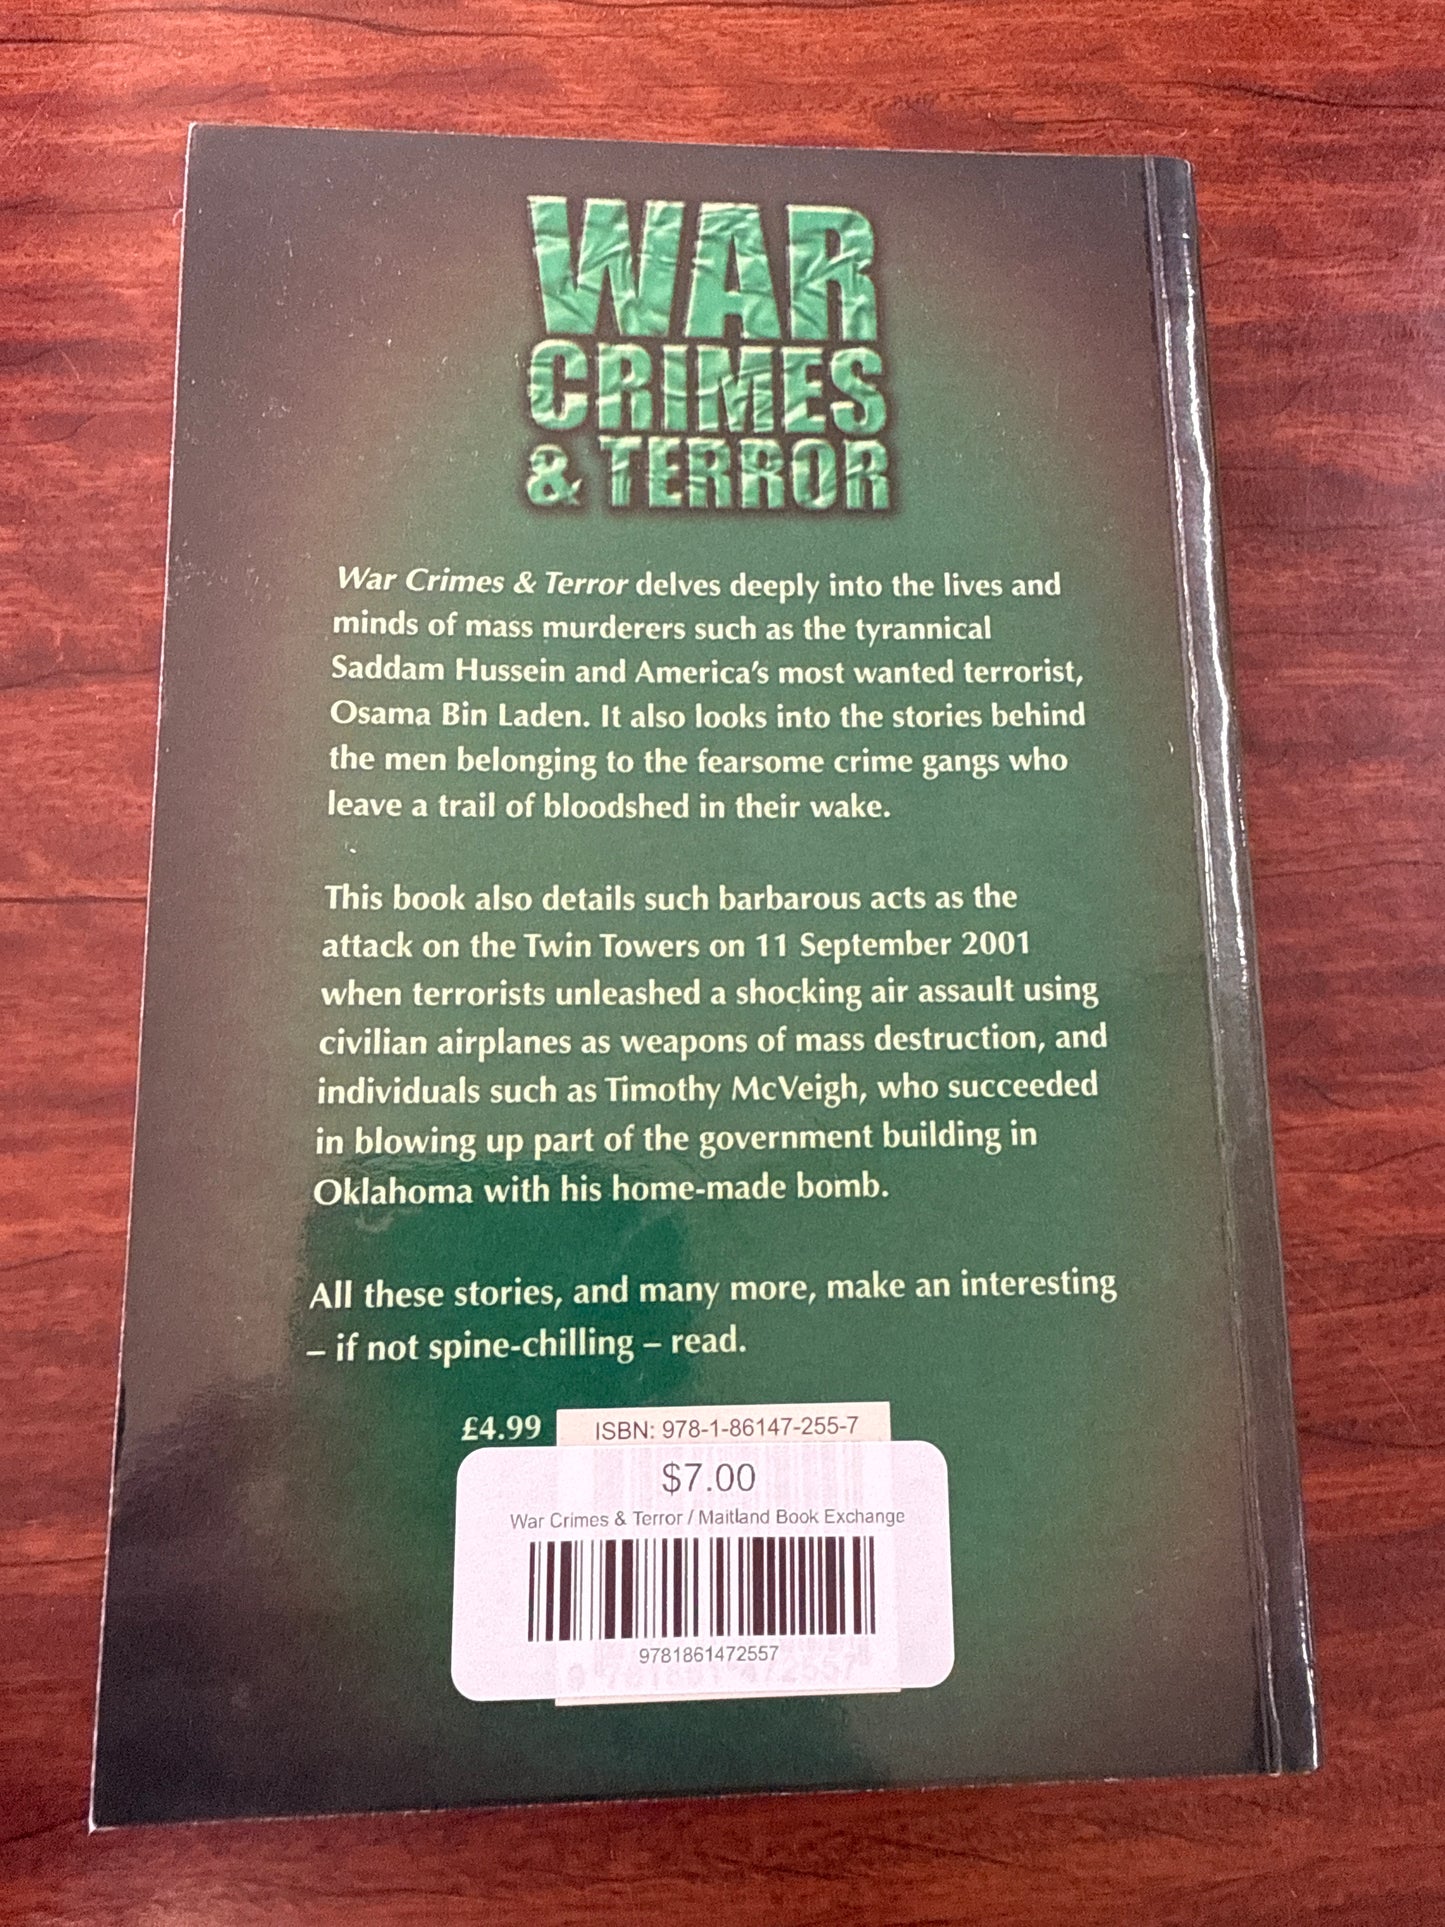 WAR
CRIMES
& TERROR
War Crimes & Terror delves deeply into the lives and
minds of mass murderers such as the tyrannical
Saddam Hussein and America's most wanted terrorist,
Osama Bin Laden. It also looks into the stories behind
the men belonging to the fearsome crime gangs who
leave a trail of bloodshed in their wake.
This book also details such barbarous acts as the
attack on the Twin Towers on 11 September 2001
when terrorists unleashed a shocking air assault using
civilian airplanes as weapons of mass destruction, and
individuals such as Timothy McVeigh, who succeeded
in blowing up part of the government building in
Oklahoma with his home-made bomb.
All these stories, and many more, make an interesting
– if not spine-chilling – read.
£4.99
ISBN: 978-1-86147-255-7
$7.00
War Crimes & Terror / Maitland Book Exchange
9781861472557
9 781861 472557